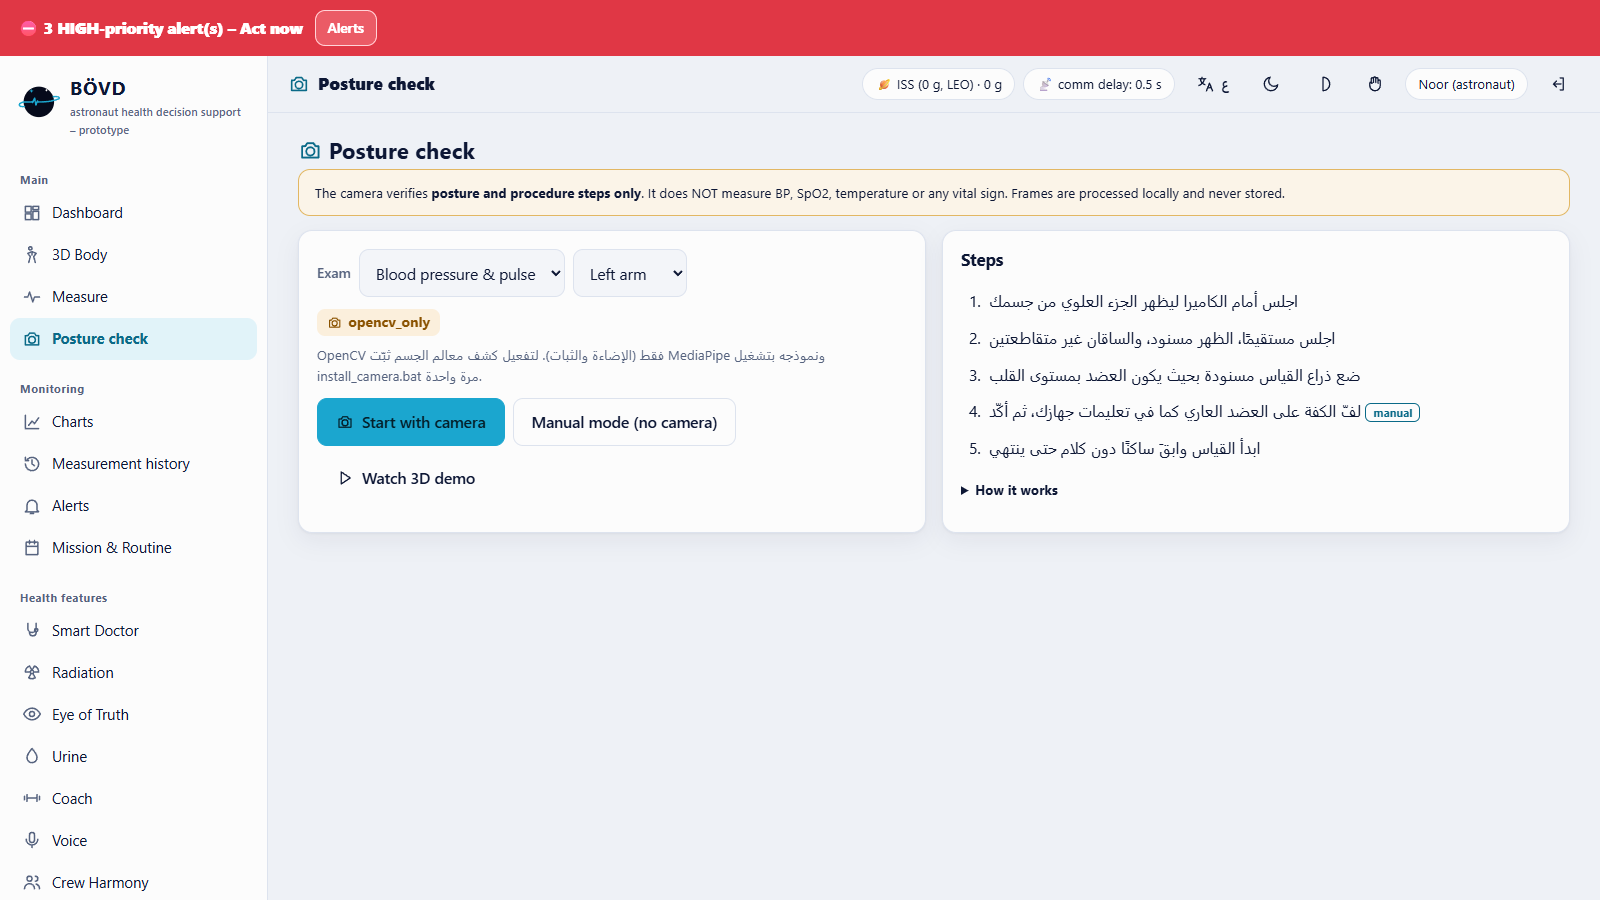 3 HIGH-priority alert(s) – Act now
Alerts
BÖVD
astronaut health decision support
– prototype
Main
Dashboard
3D Body
Measure
Posture check
Monitoring
Charts
Measurement history
Alerts
Mission & Routine
Health features
Smart Doctor
Radiation
Eye of Truth
Urine
Coach
Voice
Crew Harmony
Posture check
ISS (0 g, LEO) · 0 g
comm delay: 0.5 s
ع
Noor (astronaut)
Posture check
The camera verifies posture and procedure steps only. It does NOT measure BP, SpO2, temperature or any vital sign. Frames are processed locally and never stored.
Exam
Blood pressure & pulse
Left arm
opencv_only
OpenCV فقط (الإضاءة والثبات). لتفعيل كشف معالم الجسم ثبّت MediaPipe ونموذجه بتشغيل
install_camera.bat مرة واحدة.
Start with camera
Manual mode (no camera)
Watch 3D demo
Steps
1. اجلس أمام الكاميرا ليظهر الجزء العلوي من جسمك
2. اجلس مستقيمًا، الظهر مسنود، والساقان غير متقاطعتين
3. ضع ذراع القياس مسنودة بحيث يكون العضد بمستوى القلب
4. لفّ الكفة على العضد العاري كما في تعليمات جهازك، ثم أكّد manual
5. ابدأ القياس وابقَ ساكنًا دون كلام حتى ينتهي
How it works